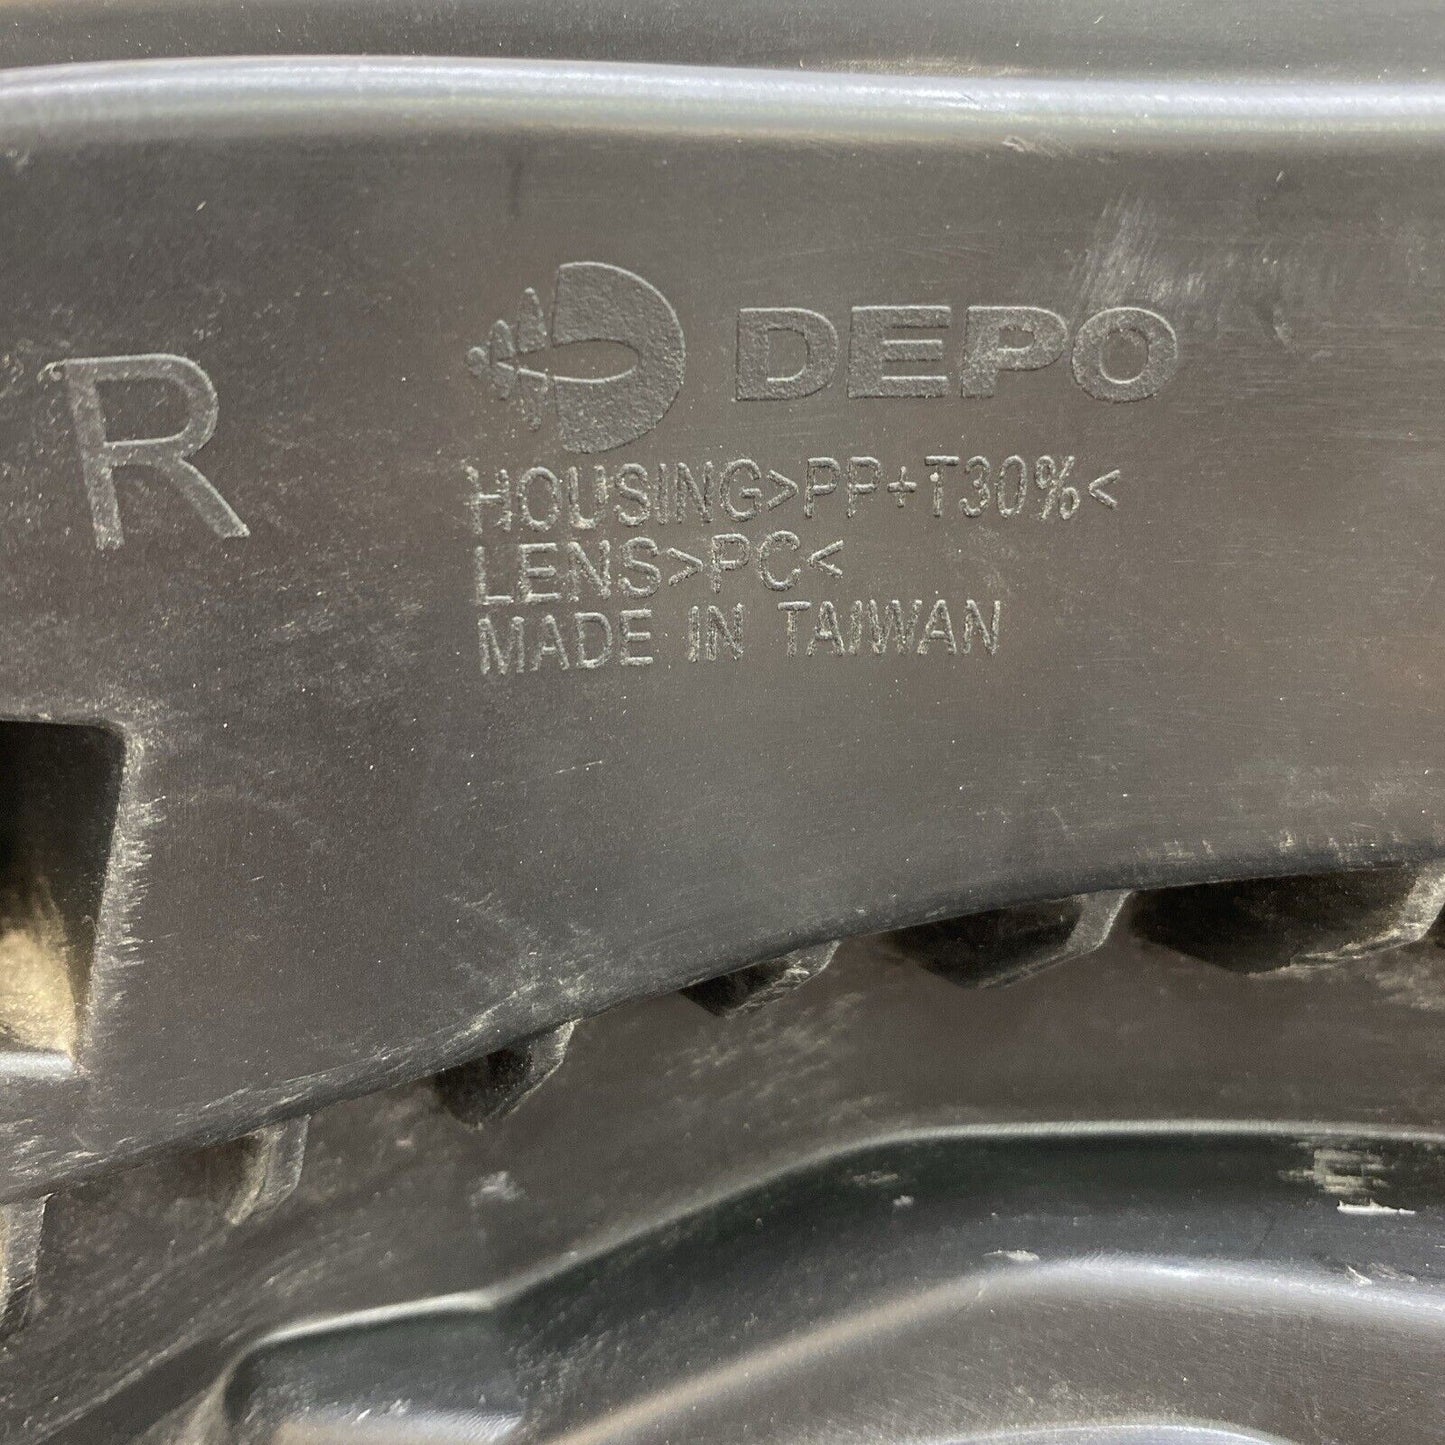 R
DEPO
HOUSING>PP+T30%<
LENS>PC<
MADE IN TAIWAN